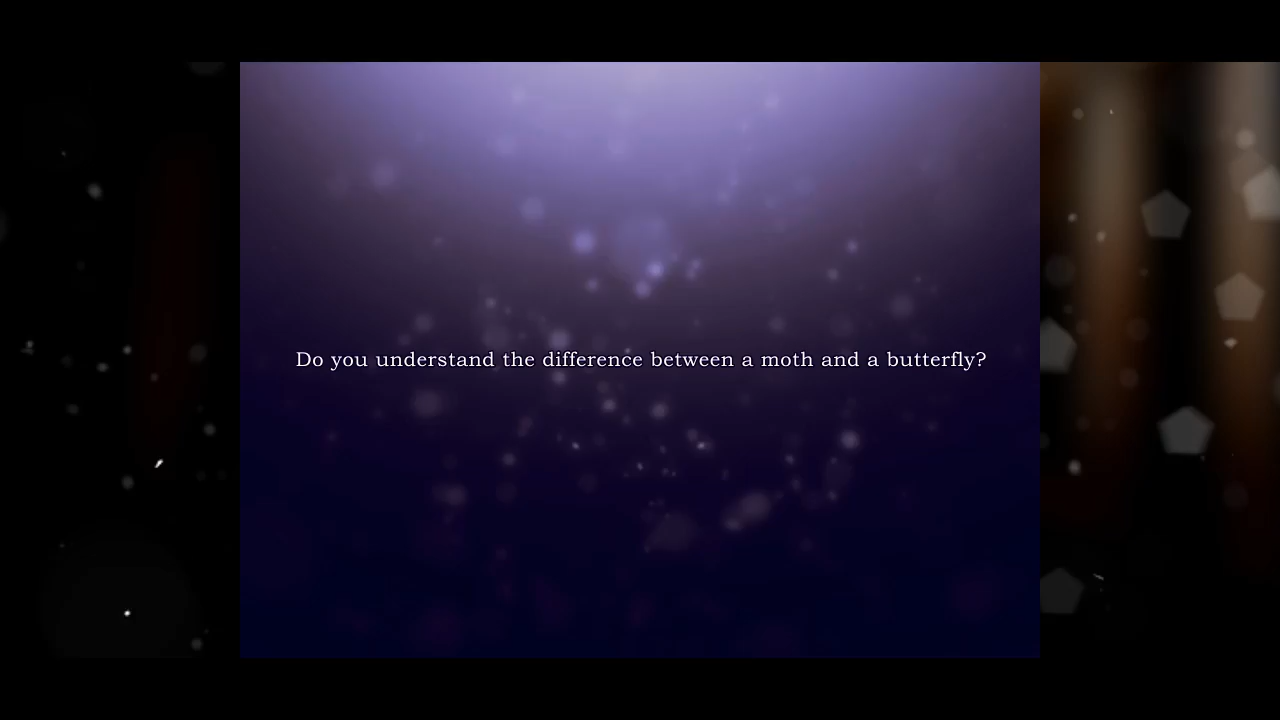 Do you understand the difference between a moth and a butterfly?